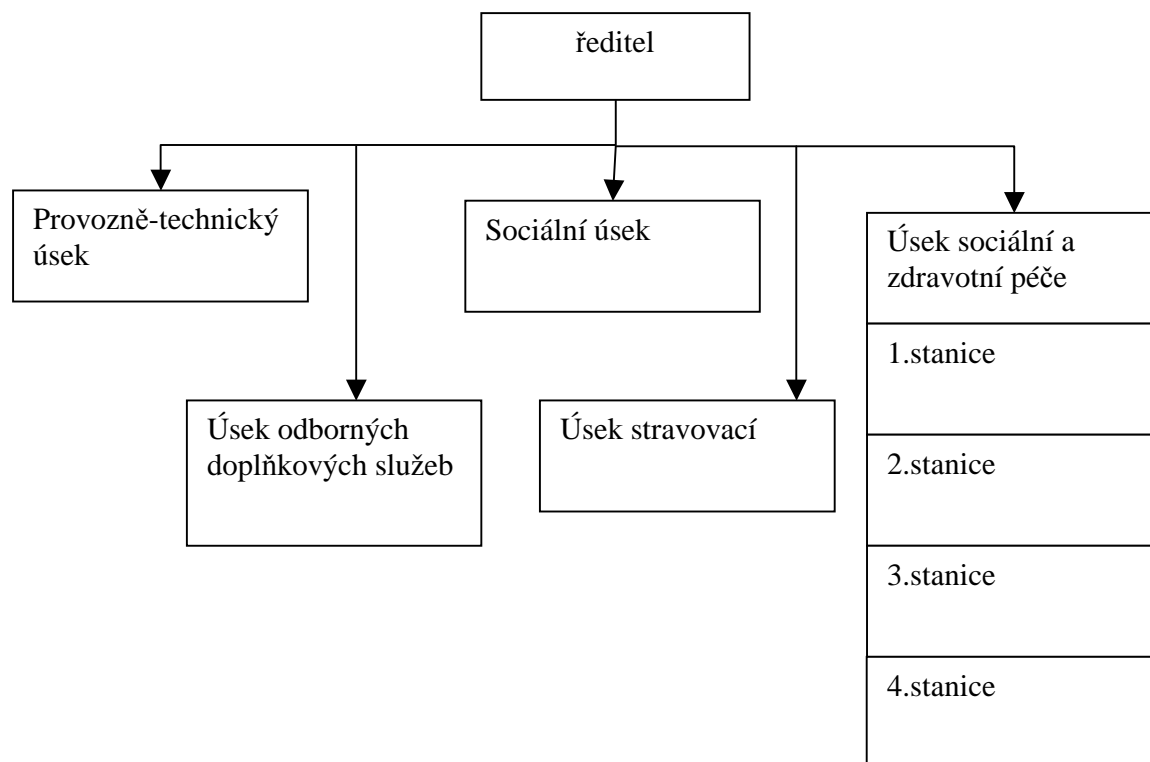 ředitel
Provozně-technický
úsek
Sociální úsek
Úsek sociální a
zdravotní péče
1.stanice
Úsek odborných
doplňkových služeb
Úsek stravovací
2.stanice
3.stanice
4.stanice